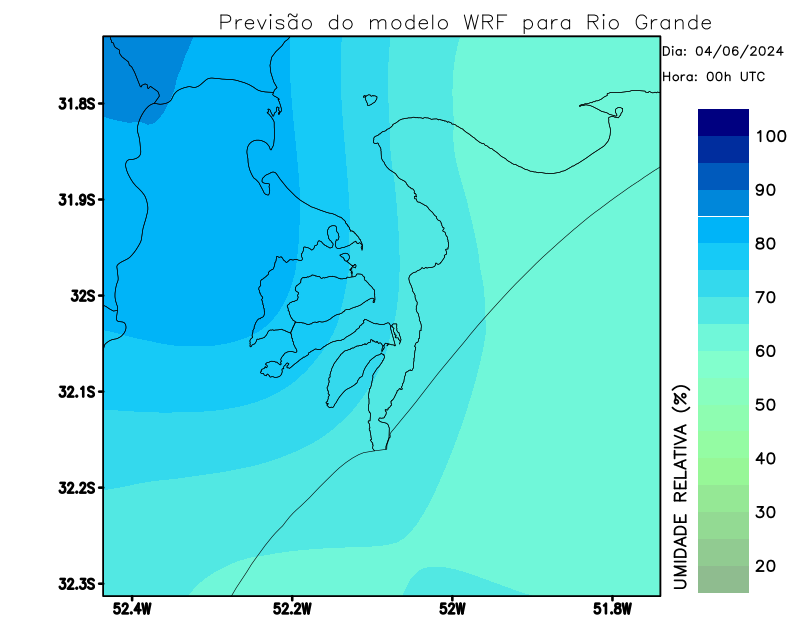 Previsão do modelo WRF para Rio Grande
Dia: 04/06/2024
Hora: 00h UTC
31.8S
31.9S
32S
32.1S
32.2S
32.3S
52.4W
52.2W
52W
51.8W
100
90
80
70
60
50
40
30
20
UMIDADE RELATIVA (%)